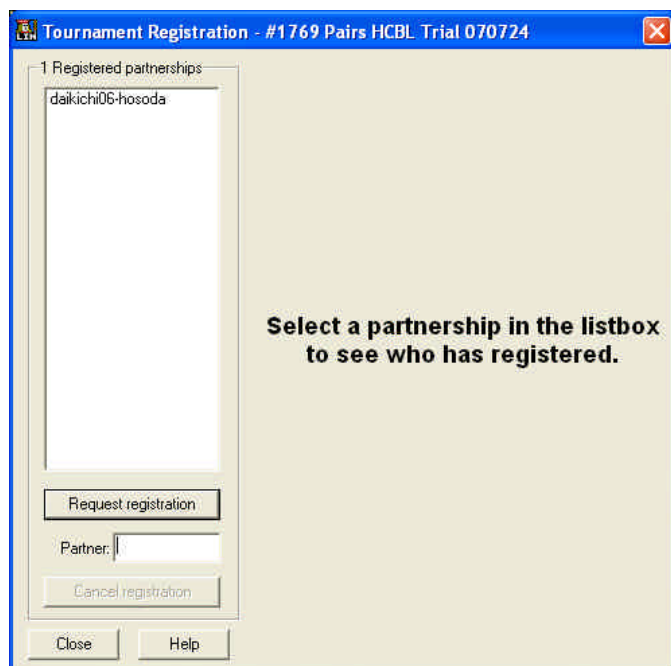 Tournament Registration - #1769 Pairs HCBL Trial 070724
1 Registered partnerships
daikichi06-hosoda
Select a partnership in the listbox
to see who has registered.
Request registration
Partner:
Cancel registration
Close
Help